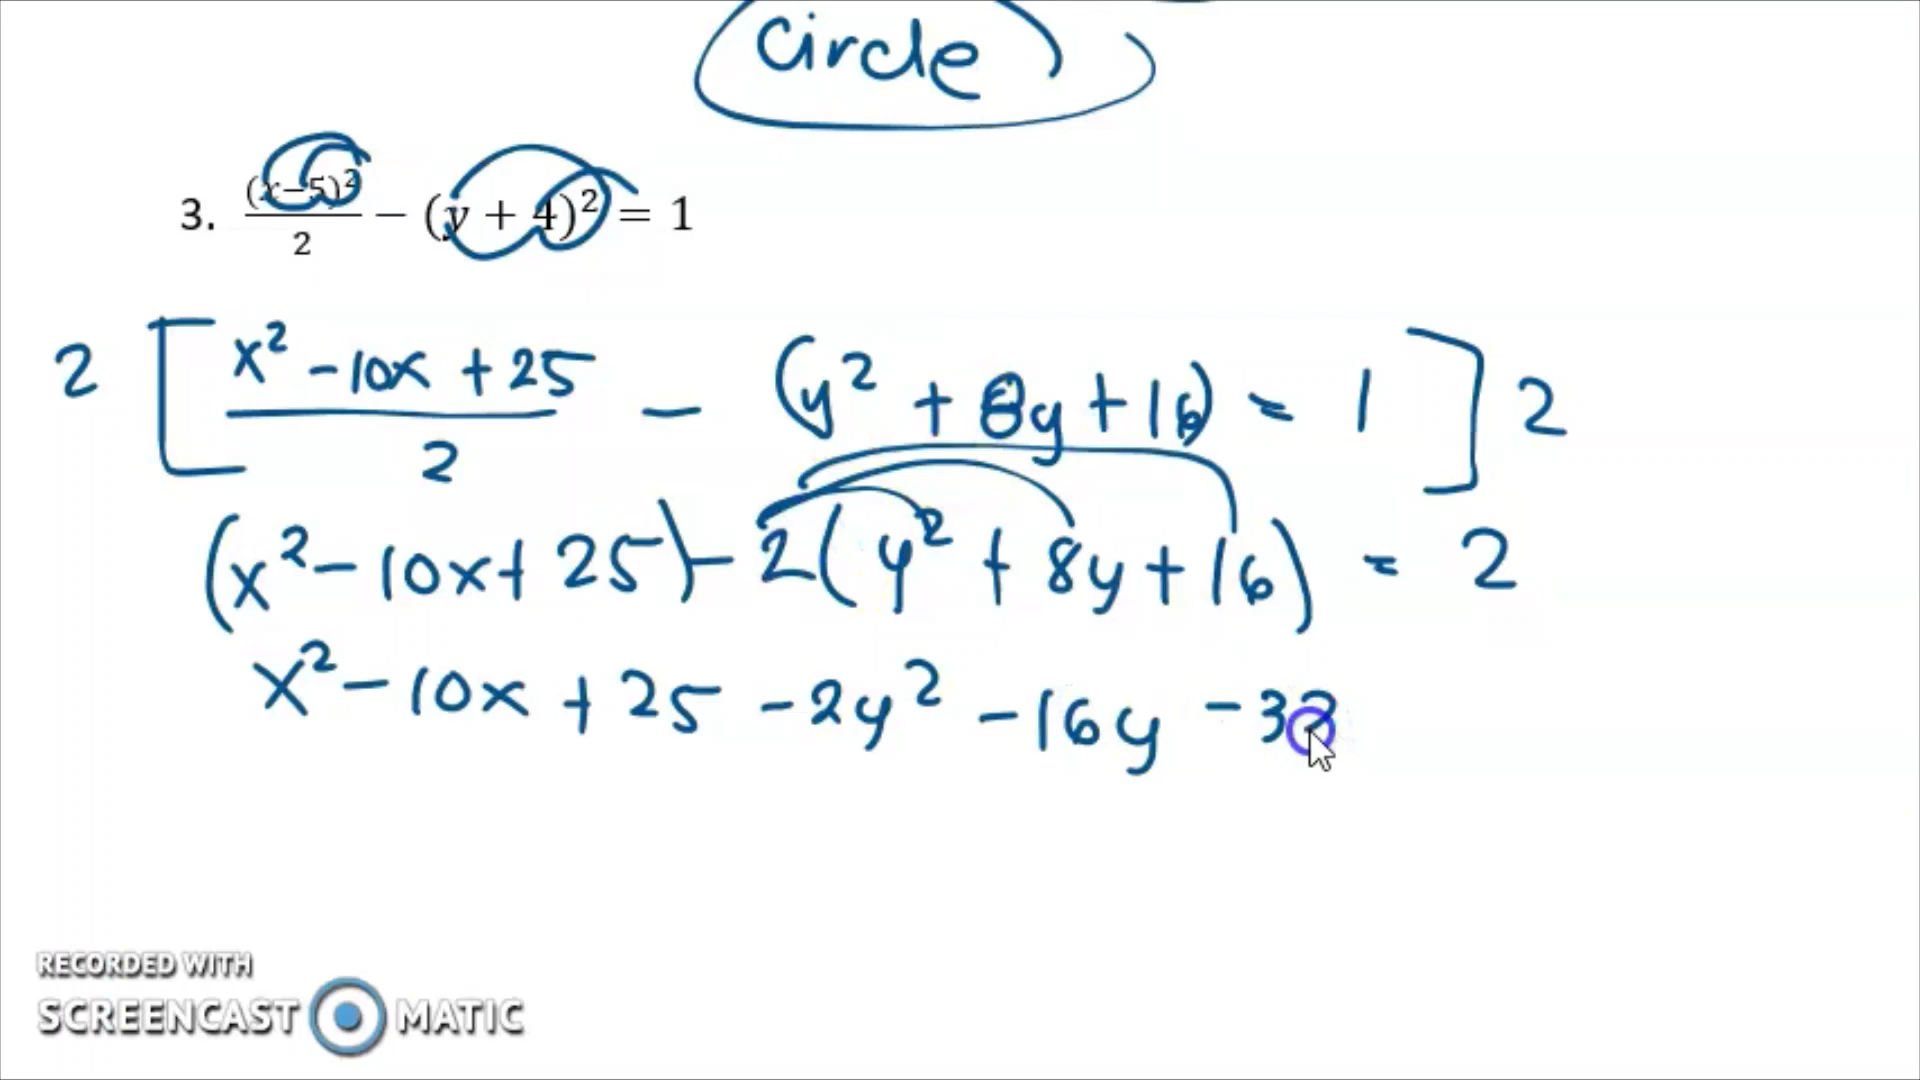 circle
3. (x−5)²/2 − (y + 4)² = 1
2 [ x² − 10x + 25 / 2 − (y² + 8y + 16) = 1 ] 2
(x² − 10x + 25) − 2(y² + 8y + 16) = 2
x² − 10x + 25 − 2y² − 16y − 32
RECORDED WITH
SCREENCAST MATIC